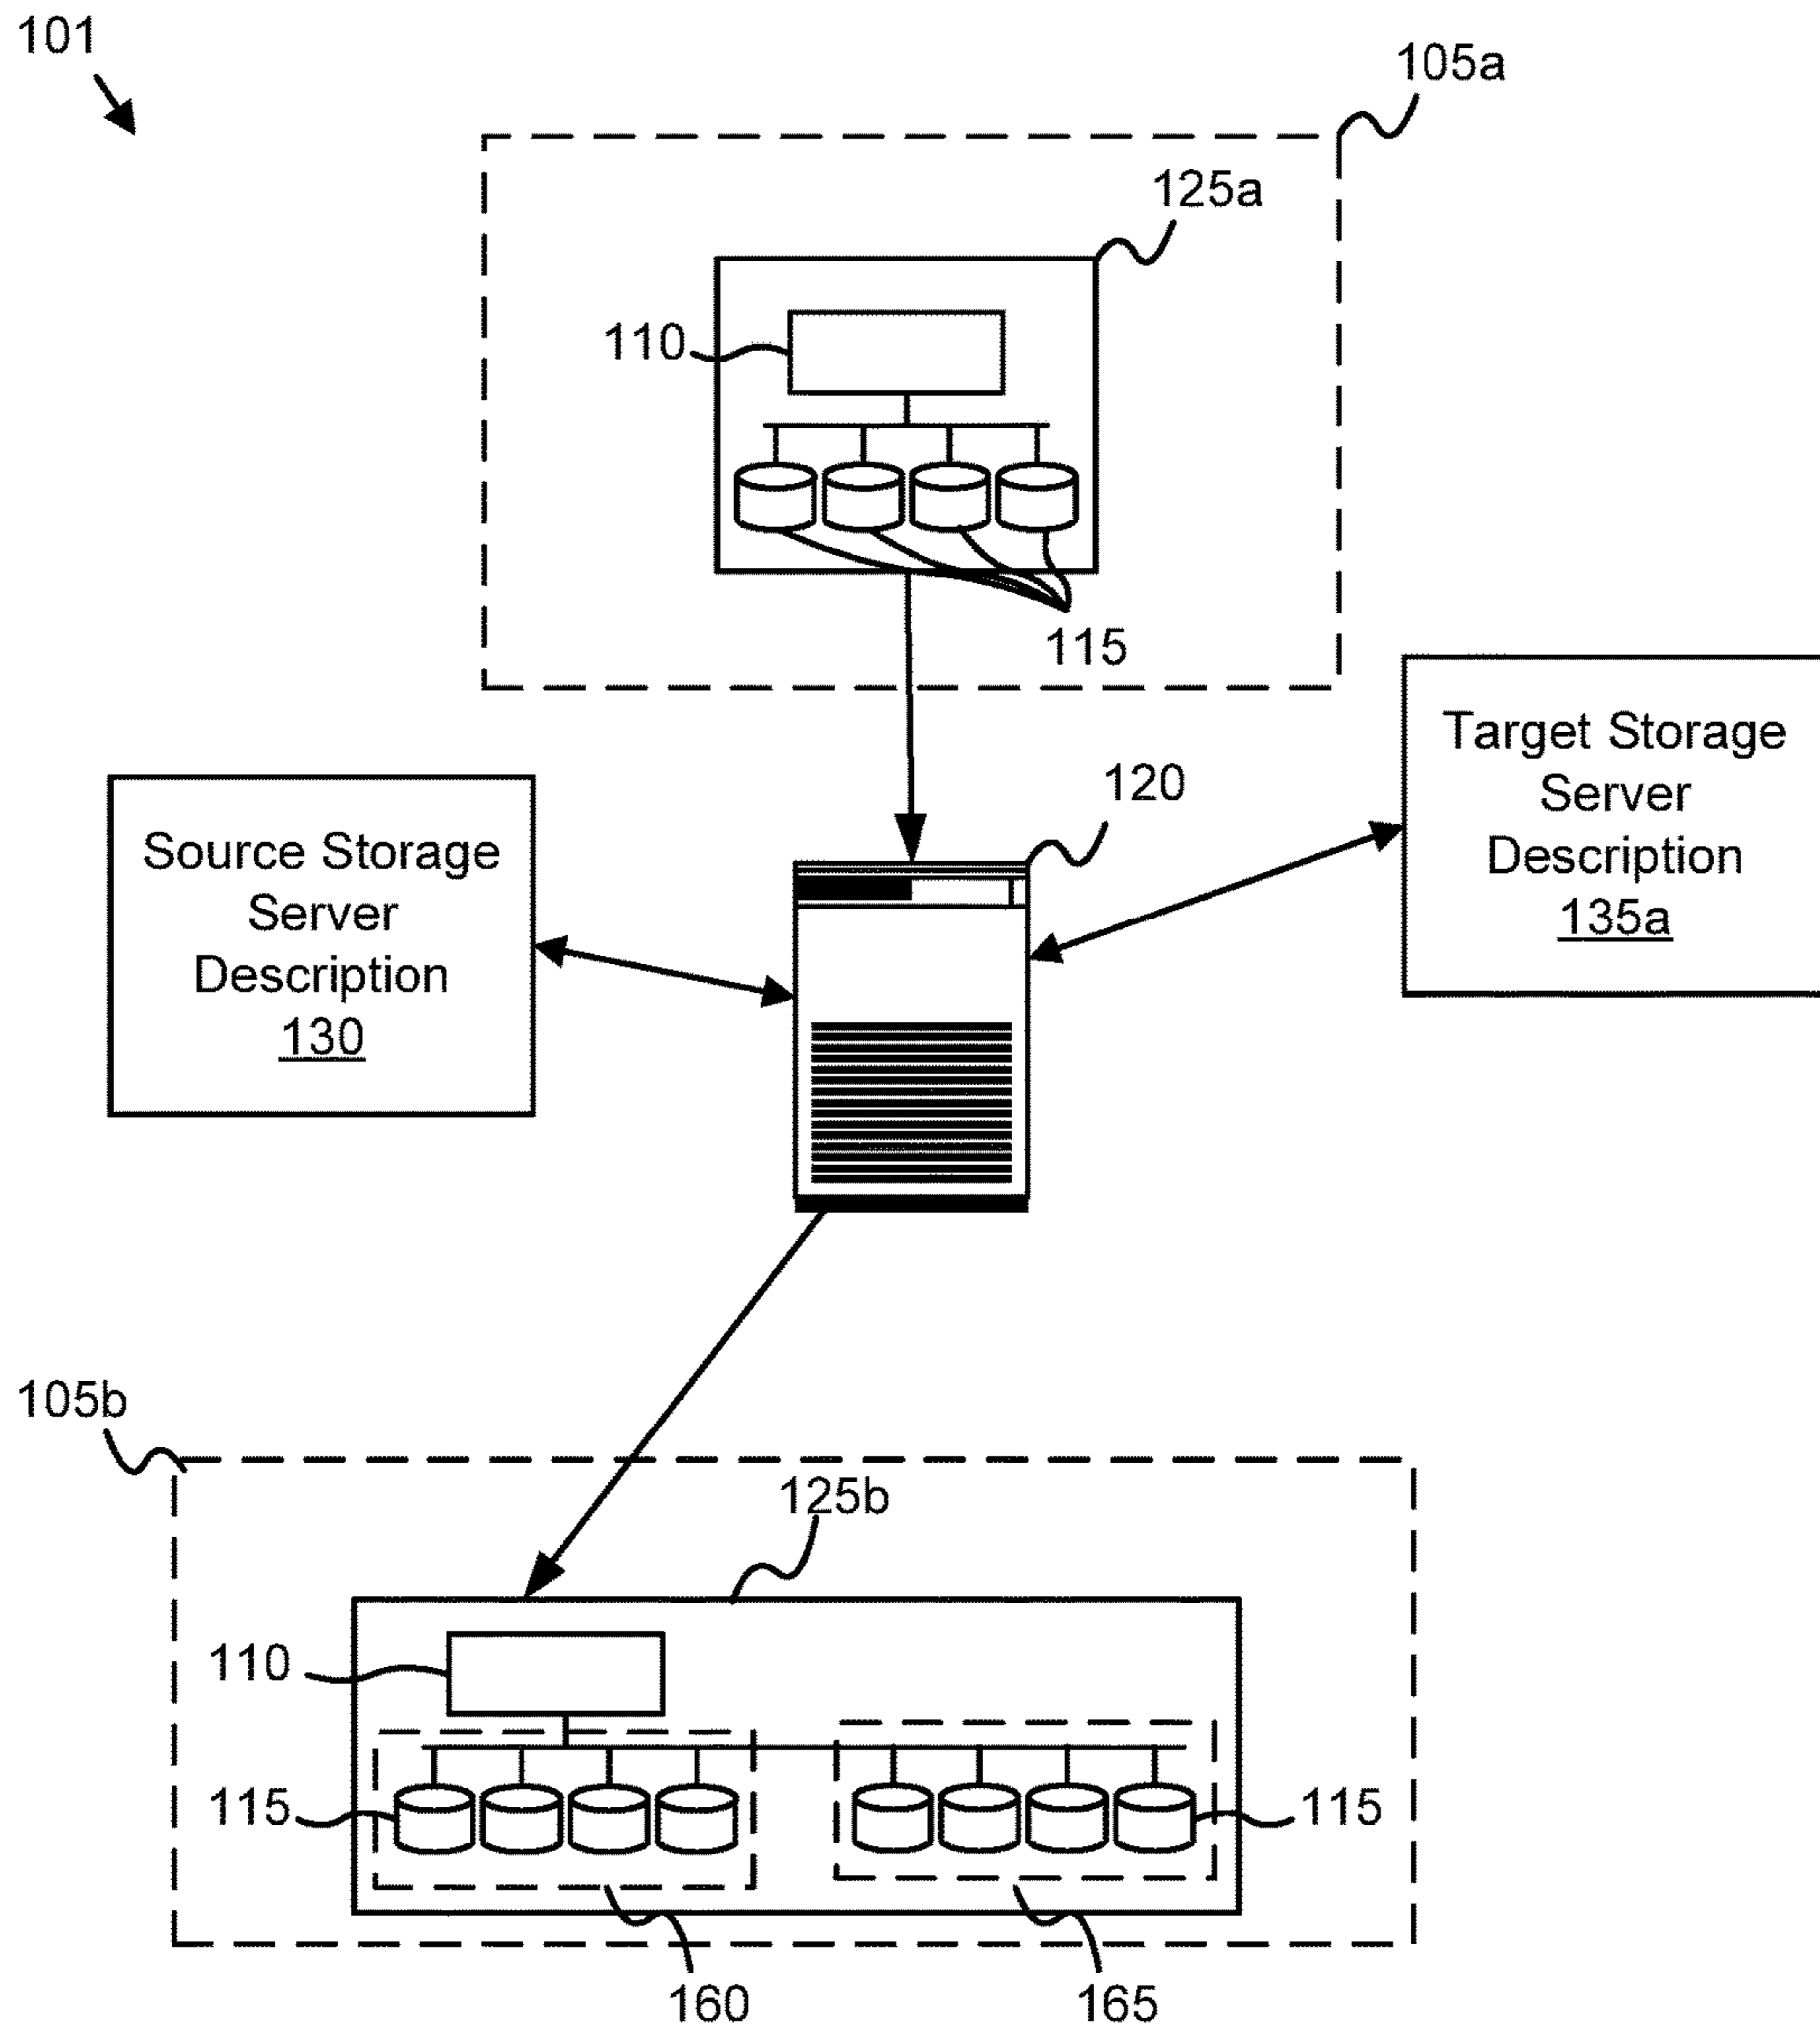 101
105a
125a
110
115
Target Storage
Server
Description
135a
120
Source Storage
Server
Description
130
105b
125b
110
115
115
160
165